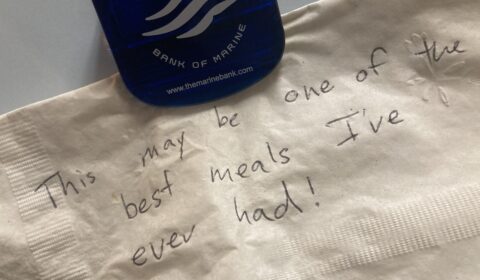 BANK OF MARINE
www.themarinebank.com
This may be one of the
best meals I've
ever had!